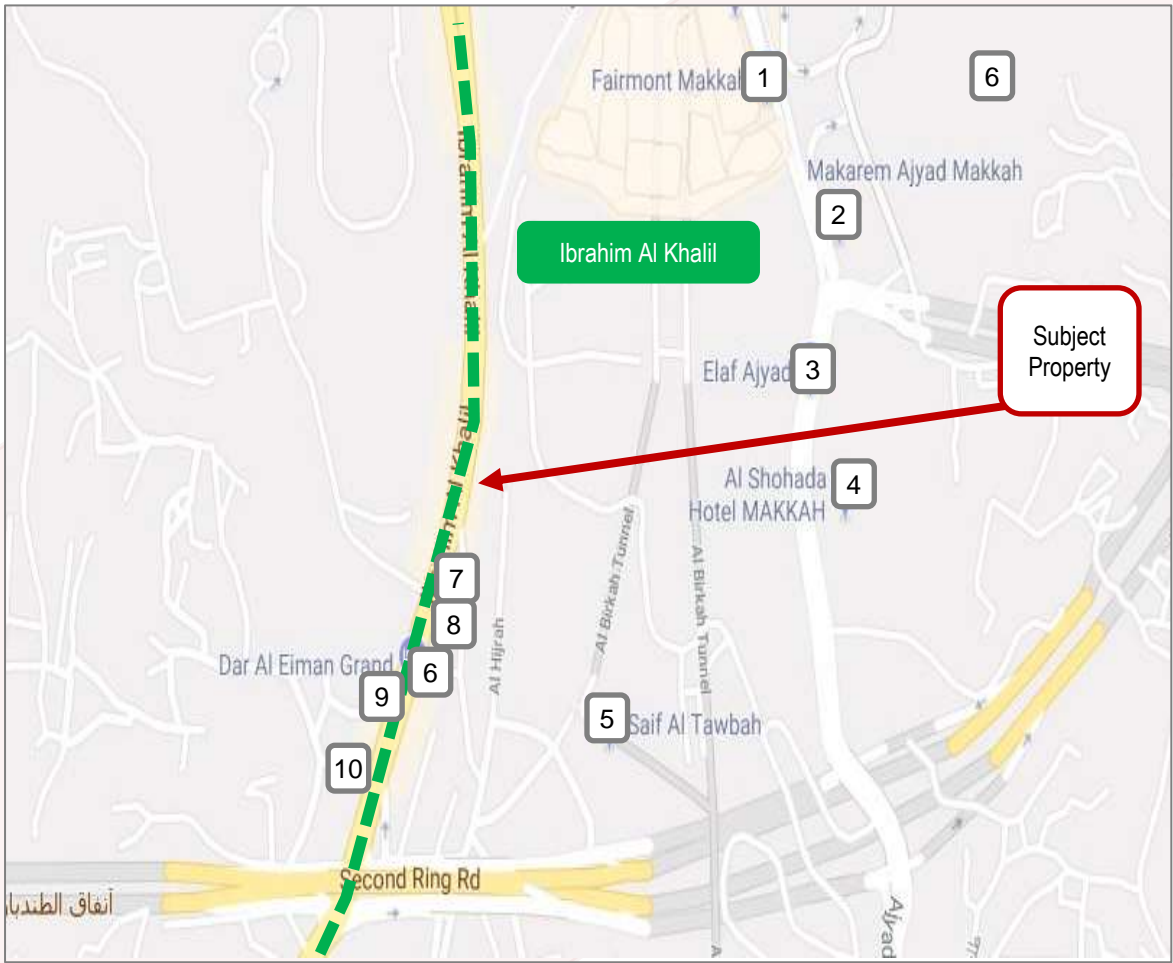 Fairmont Makkah
1
6
Makarem Ajyad Makkah
2
Ibrahim Al Khalil
Subject
Property
Elaf Ajyad
3
Al Khalil
Al Shohada
Hotel MAKKAH
4
7
8
Al Birkah Tunnel
Al Birkah Tunnel
Al Hijrah
Dar Al Eiman Grand
6
9
5
Saif Al Tawbah
10
Second Ring Rd
Ajyad